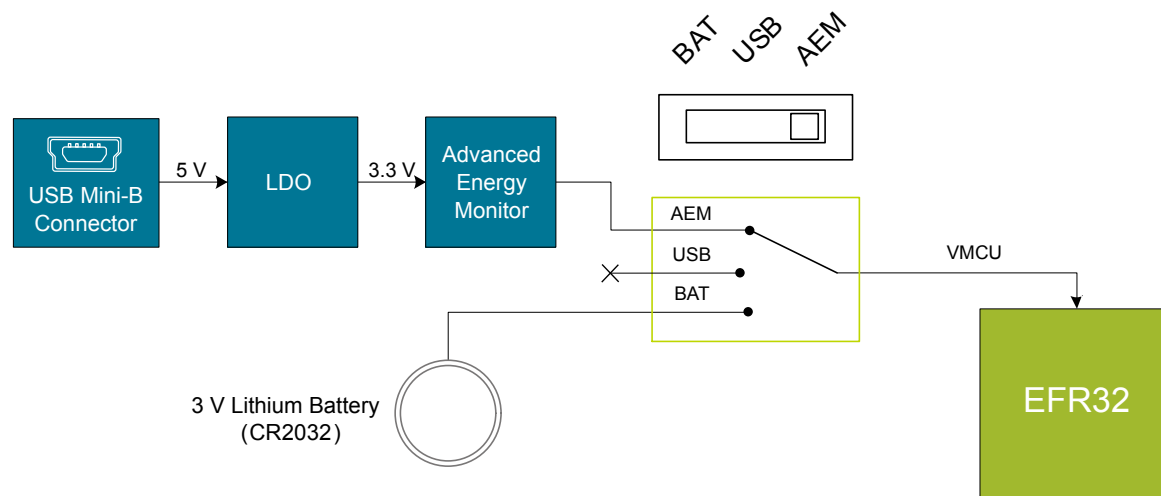 BAT
USB
AEM
USB Mini-B
Connector
5 V
LDO
3.3 V
Advanced
Energy
Monitor
AEM
USB
BAT
VMCU
3 V Lithium Battery
(CR2032)
EFR32